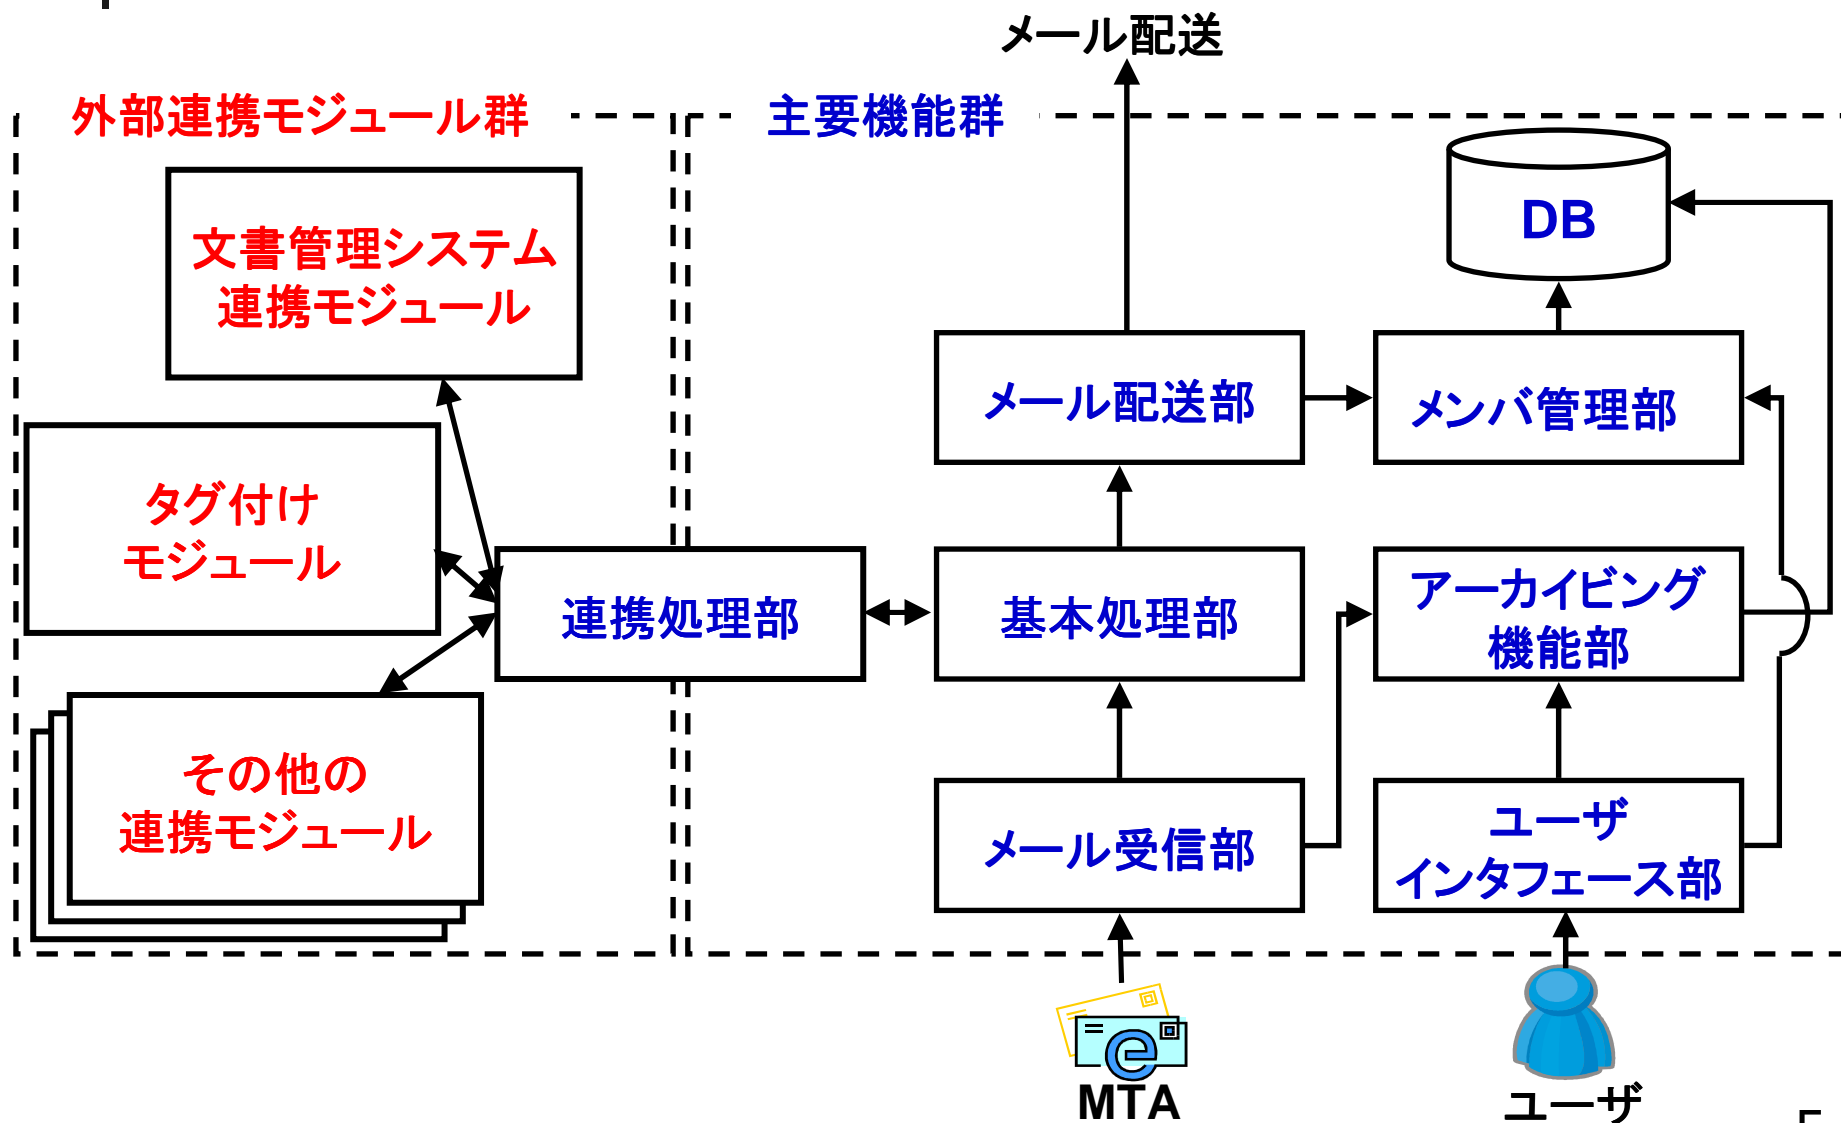 メール配送
外部連携モジュール群
主要機能群
文書管理システム
連携モジュール
DB
メール配送部
メンバ管理部
タグ付け
モジュール
連携処理部
基本処理部
アーカイビング
機能部
その他の
連携モジュール
メール受信部
ユーザ
インタフェース部
MTA
ユーザ